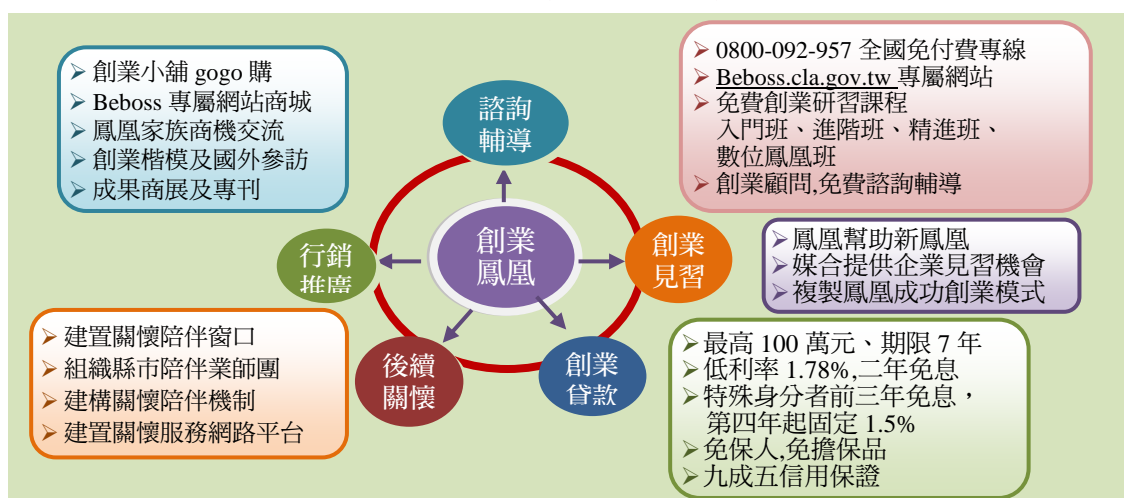 創業小舖 gogo 購
Beboss 專屬網站商城
鳳凰家族商機交流
創業楷模及國外參訪
成果商展及專刊
諮詢
輔導
0800-092-957 全國免付費專線
Beboss.cla.gov.tw 專屬網站
免費創業研習課程
入門班、進階班、精進班、
數位鳳凰班
創業顧問,免費諮詢輔導
行銷
推廣
創業
鳳凰
創業
見習
鳳凰幫助新鳳凰
媒合提供企業見習機會
複製鳳凰成功創業模式
建置關懷陪伴窗口
組織縣市陪伴業師團
建構關懷陪伴機制
建置關懷服務網路平台
後續
關懷
創業
貸款
最高 100 萬元、期限 7 年
低利率 1.78%,二年免息
特殊身分者前三年免息，
第四年起固定 1.5%
免保人,免擔保品
九成五信用保證